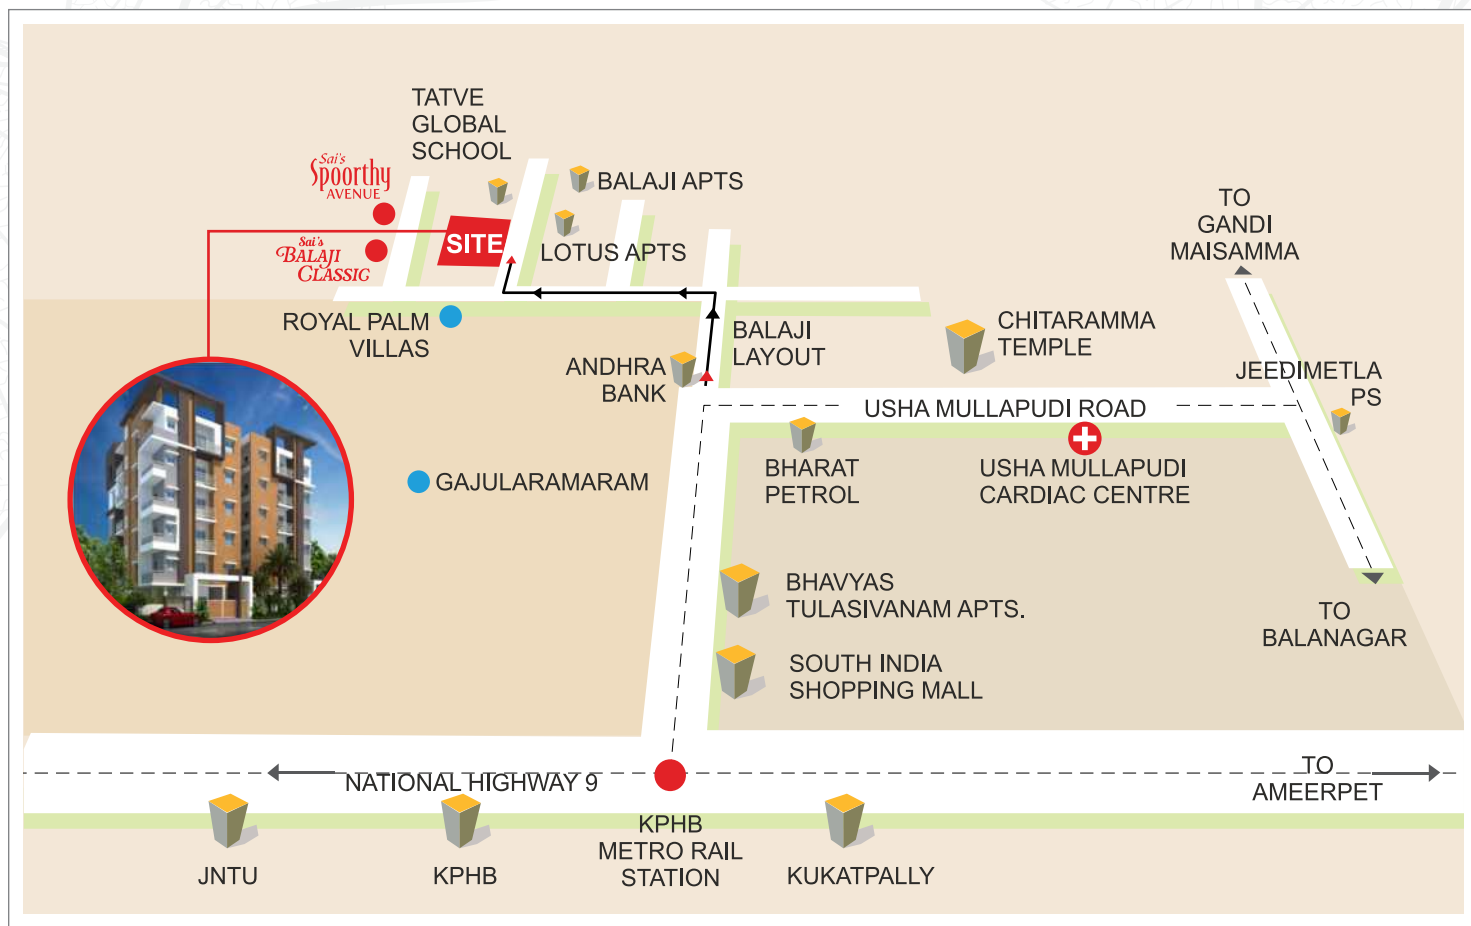 TATVE
GLOBAL
SCHOOL
Sai's
Spoorthy
AVENUE
BALAJI APTS
SITE
LOTUS APTS
Sai's
BALAJI
CLASSIC
TO
GANDI
MAISAMMA
ROYAL PALM
VILLAS
BALAJI
LAYOUT
CHITARAMMA
TEMPLE
ANDHRA
BANK
JEEDIMETLA
PS
USHA MULLAPUDI ROAD
GAJULARAMARAM
BHARAT
PETROL
USHA MULLAPUDI
CARDIAC CENTRE
BHAVYAS
TULASIVANAM APTS.
TO
BALANAGAR
SOUTH INDIA
SHOPPING MALL
NATIONAL HIGHWAY 9
TO
AMEERPET
JNTU
KPHB
KPHB
METRO RAIL
STATION
KUKATPALLY